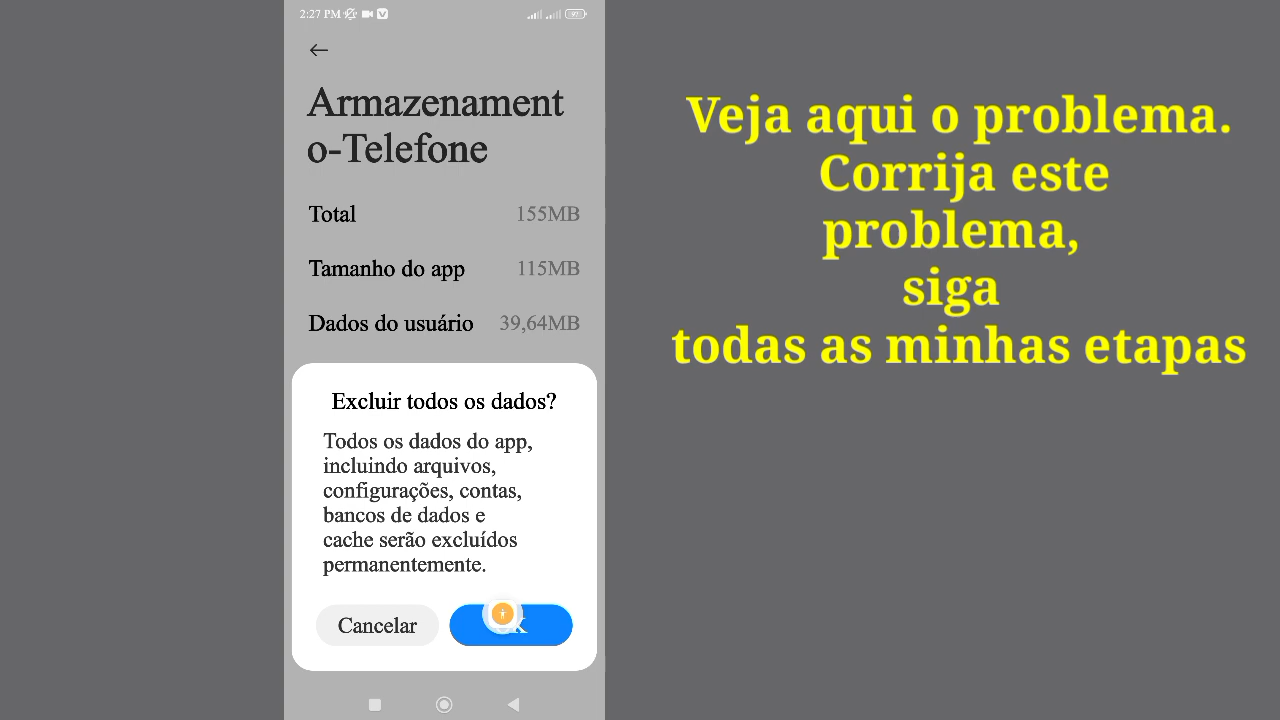 2:27 PM
Armazenament
o-Telefone
Total 155MB
Tamanho do app 115MB
Dados do usuário 39,64MB
Excluir todos os dados?
Todos os dados do app,
incluindo arquivos,
configurações, contas,
bancos de dados e
cache serão excluídos
permanentemente.
Cancelar
Veja aqui o problema.
Corrija este
problema,
siga
todas as minhas etapas